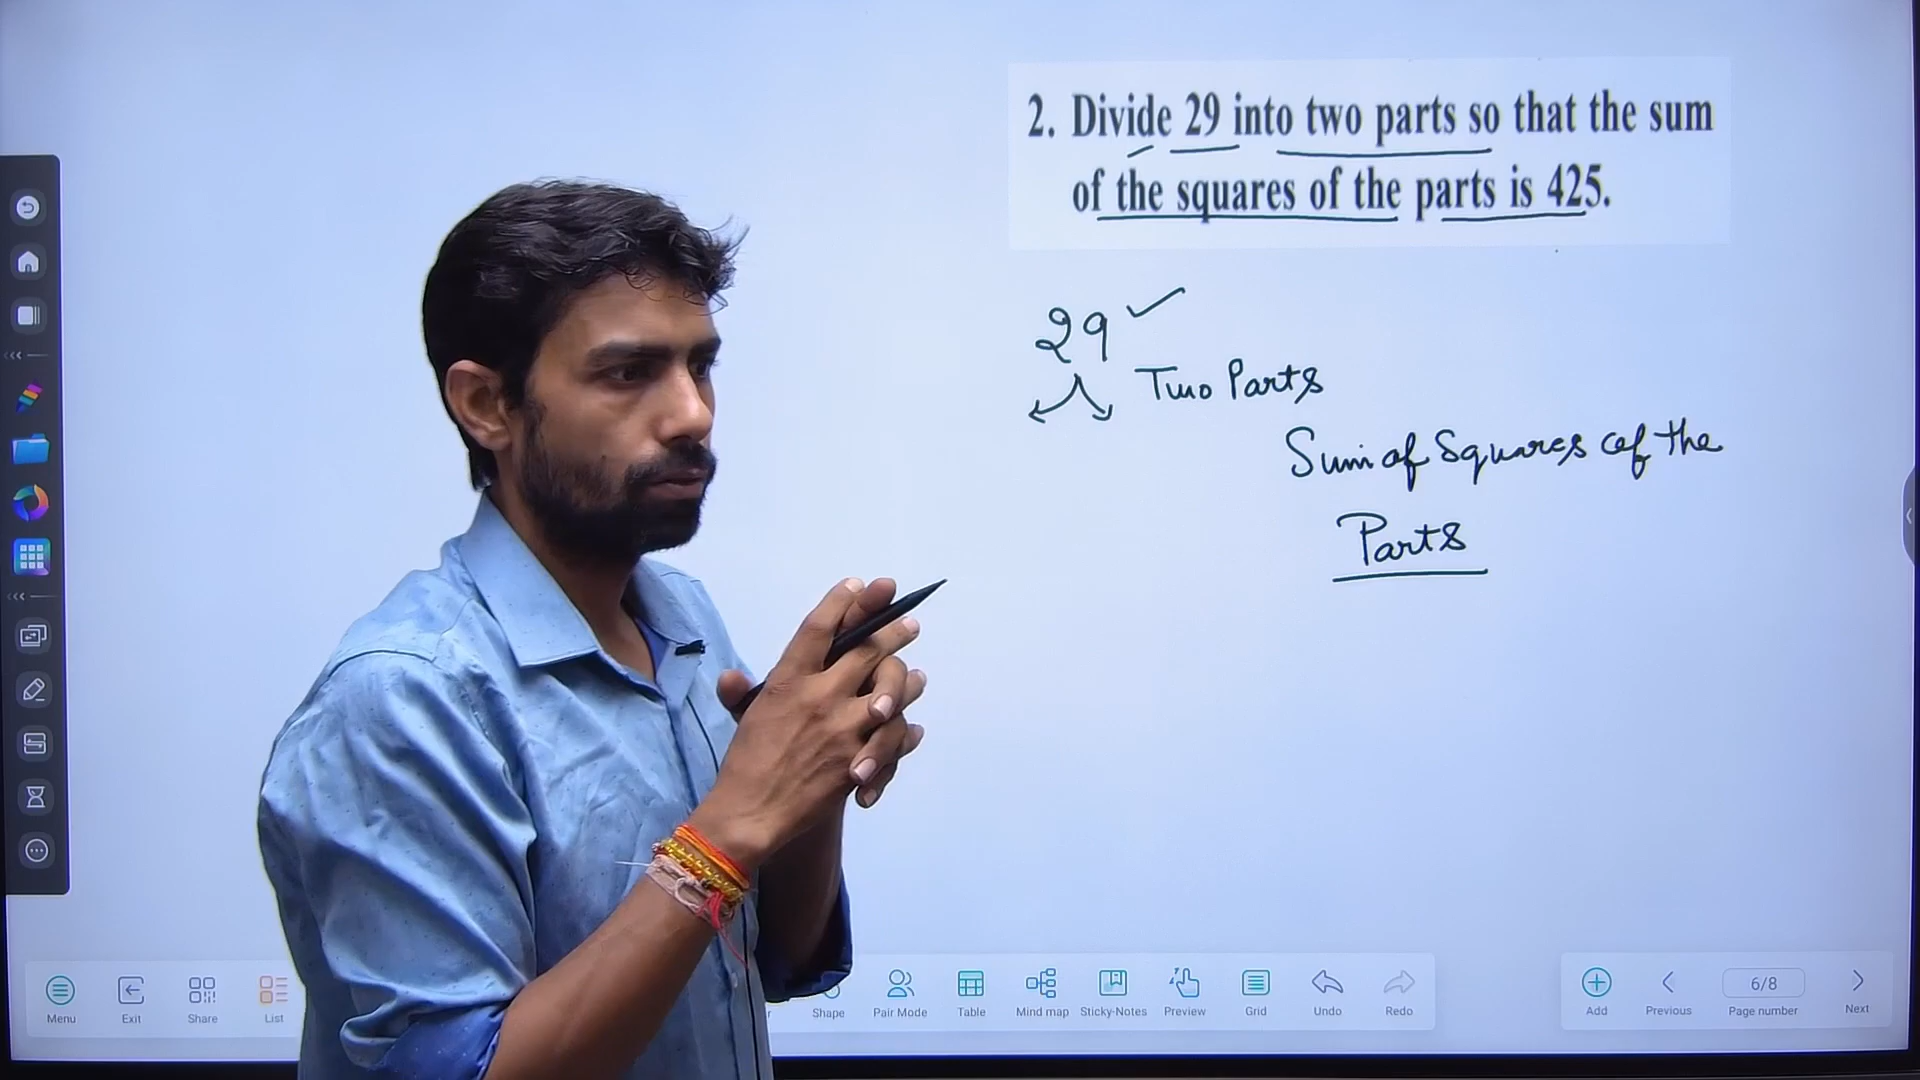 2. Divide 29 into two parts so that the sum
of the squares of the parts is 425.
29
Two Parts
Sum of Squares of the
Parts
Menu Exit Share List Shape Pair Mode Table Mind map Sticky-Notes Preview Grid Undo Redo Add Previous 6/8 Page number Next